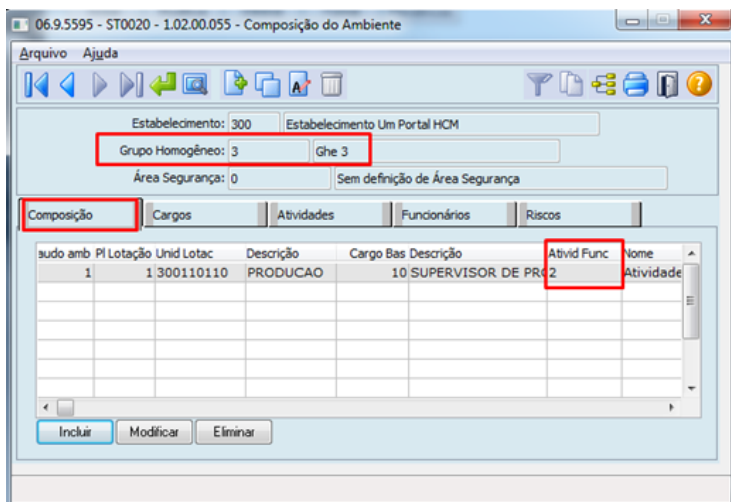 06.9.5595 - ST0020 - 1.02.00.055 - Composição do Ambiente
Arquivo Ajuda
Estabelecimento: 300 Estabelecimento Um Portal HCM
Grupo Homogêneo: 3 Ghe 3
Área Segurança: 0 Sem definição de Área Segurança
Composição Cargos Atividades Funcionários Riscos
audo amb Pl Lotação Unid Lotac Descrição Cargo Bas Descrição Ativid Func Nome
1 1 300110110 PRODUCAO 10 SUPERVISOR DE PRO 2 Atividade
Incluir Modificar Eliminar